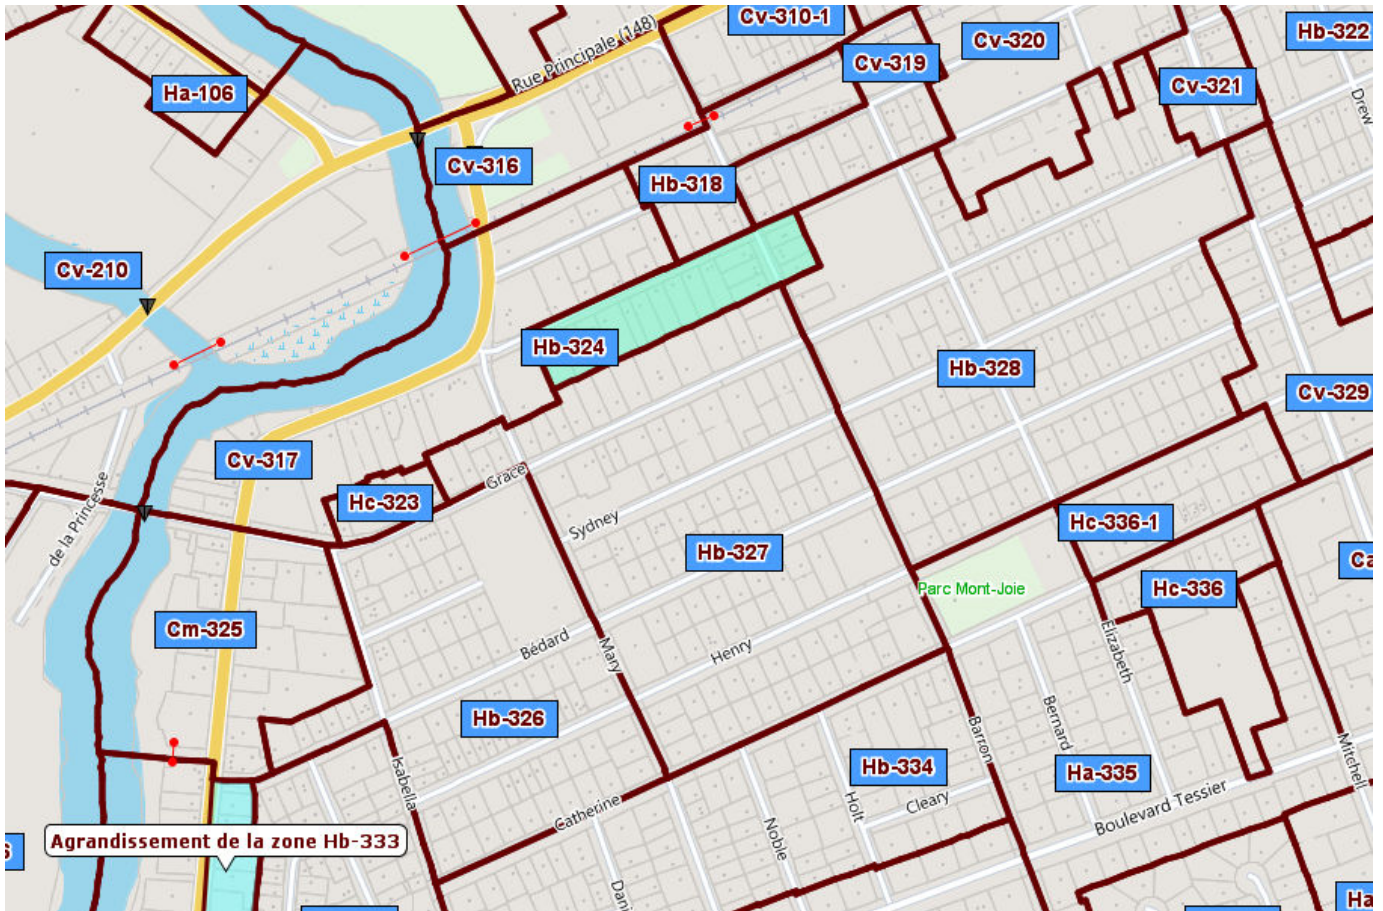 Cv-310-1
Hb-322
Rue Principale (148)
Cv-320
Cv-319
Ha-106
Cv-321
Drew
Cv-316
Hb-318
Cv-210
Hb-324
Hb-328
Cv-329
Cv-317
Grace
Hc-323
de la Princesse
Sydney
Hc-336-1
Hb-327
Ca
Parc Mont-Joie
Hc-336
Cm-325
Bédard
Mary
Henry
Elizabeth
Hb-326
Bernard
Barron
Isabella
Hb-334
Ha-335
Mitchell
Holt
Cleary
Boulevard Tessier
Catherine
Noble
Agrandissement de la zone Hb-333
Dani
Ha